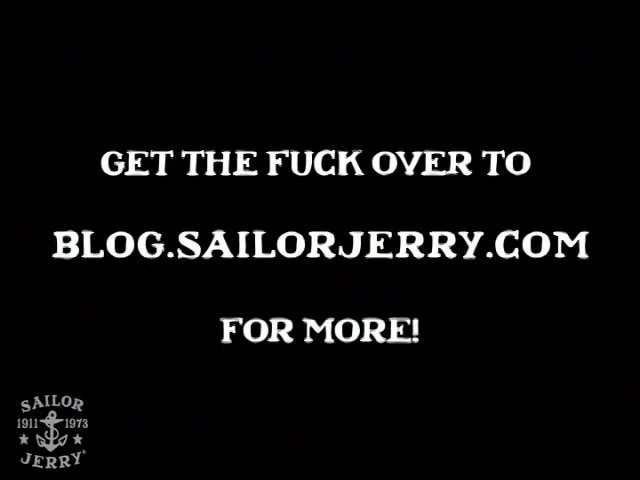 GET THE FUCK OVER TO
BLOG.SAILORJERRY.COM
FOR MORE!
SAILOR
1911 1973
JERRY®